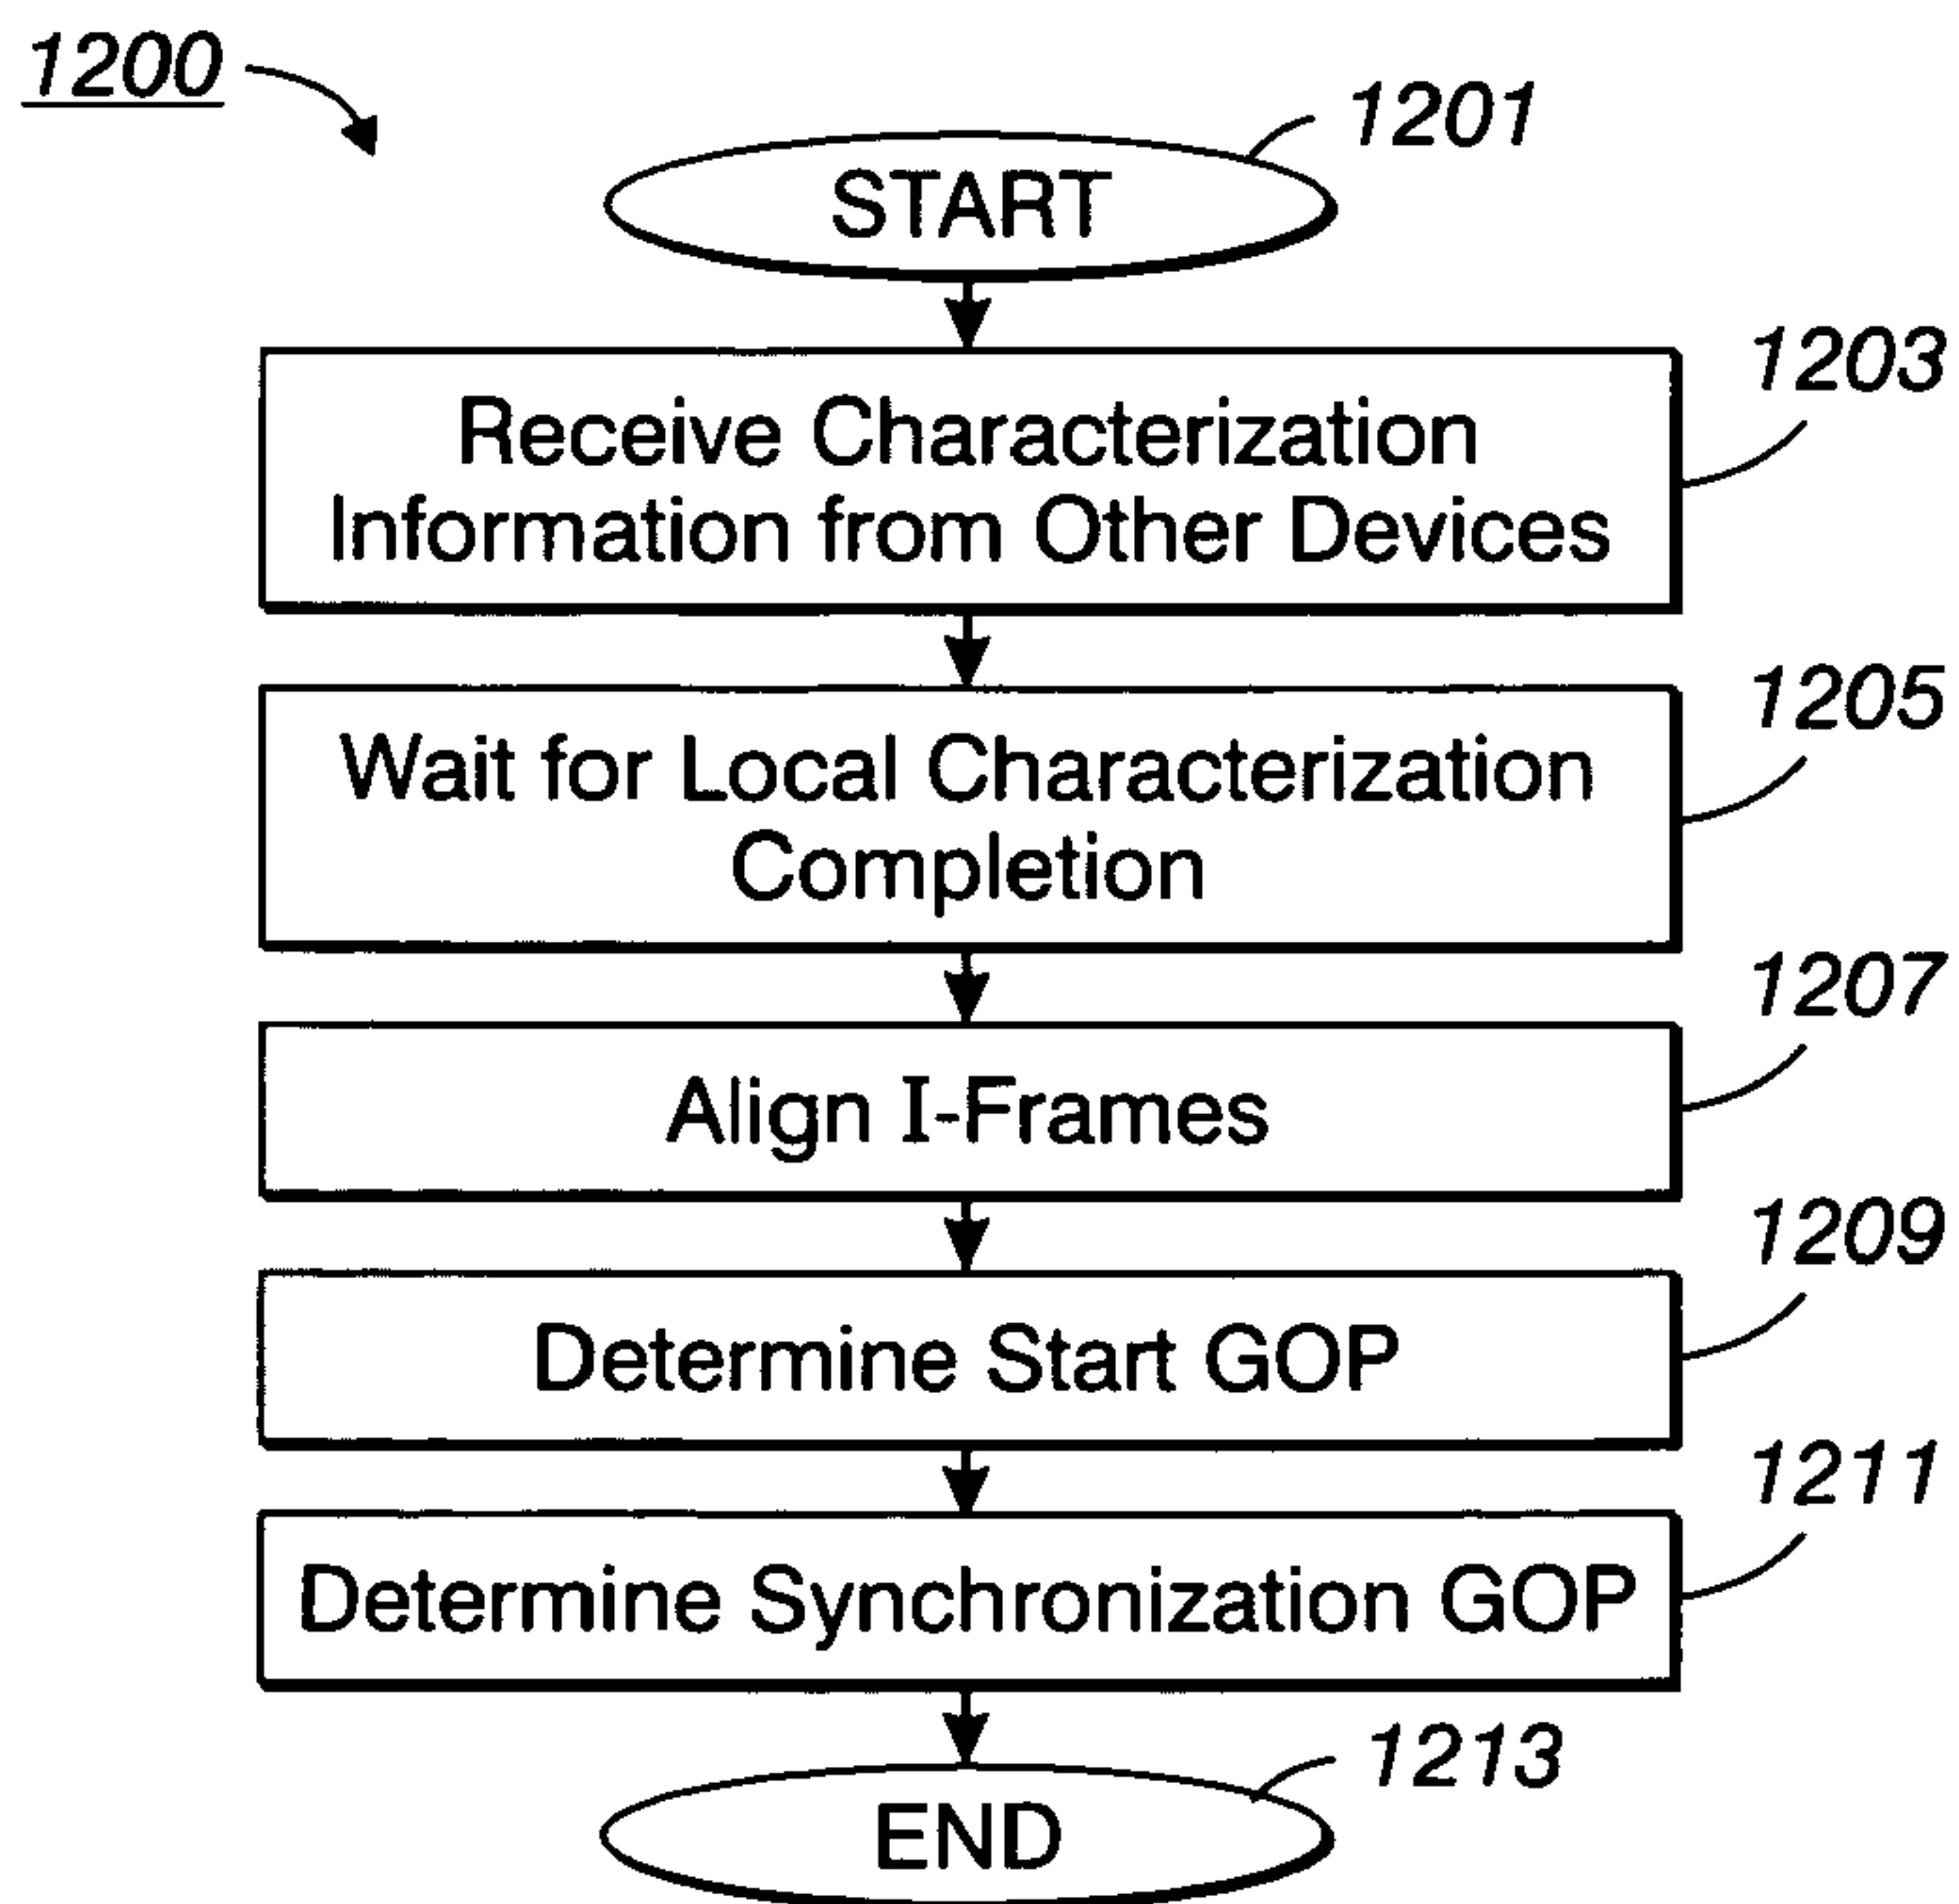 1200
1201
START
1203
Receive Characterization
Information from Other Devices
1205
Wait for Local Characterization
Completion
1207
Align I-Frames
1209
Determine Start GOP
1211
Determine Synchronization GOP
1213
END